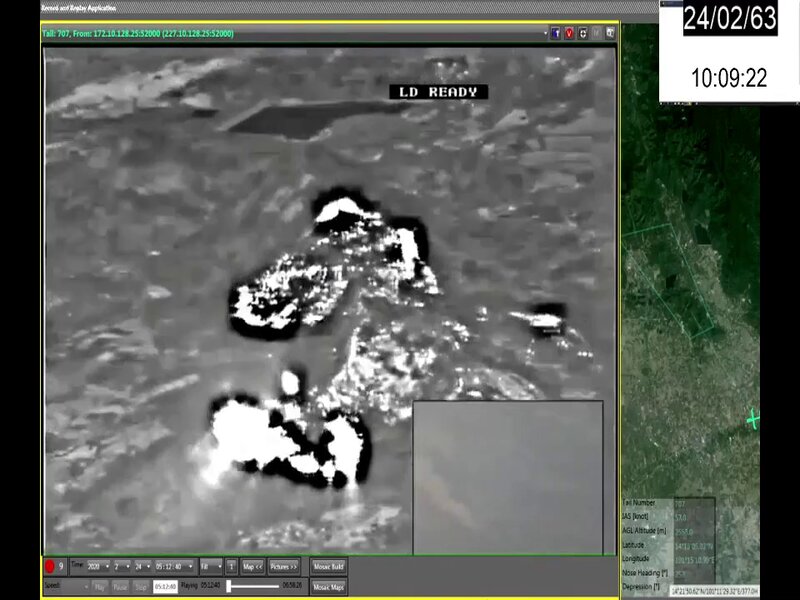 Record and Replay Application
24/02/63
10:09:22
Tail: 707, From: 172.10.128.25:52000 (227.10.128.25:52000)
LD READY
Tail Number 707
IAS [knot]
AGL Altitude [m]
Latitude
Longitude
Nose Heading [°]
Depression [°]
9 Time: 2020 2 24 05:12:40 Fit 1 Map << Pictures >> Mosaic Build
Speed: Play Pause Stop 05:12:40 Playing 05:12:40 06:58:26 Mosaic Maps